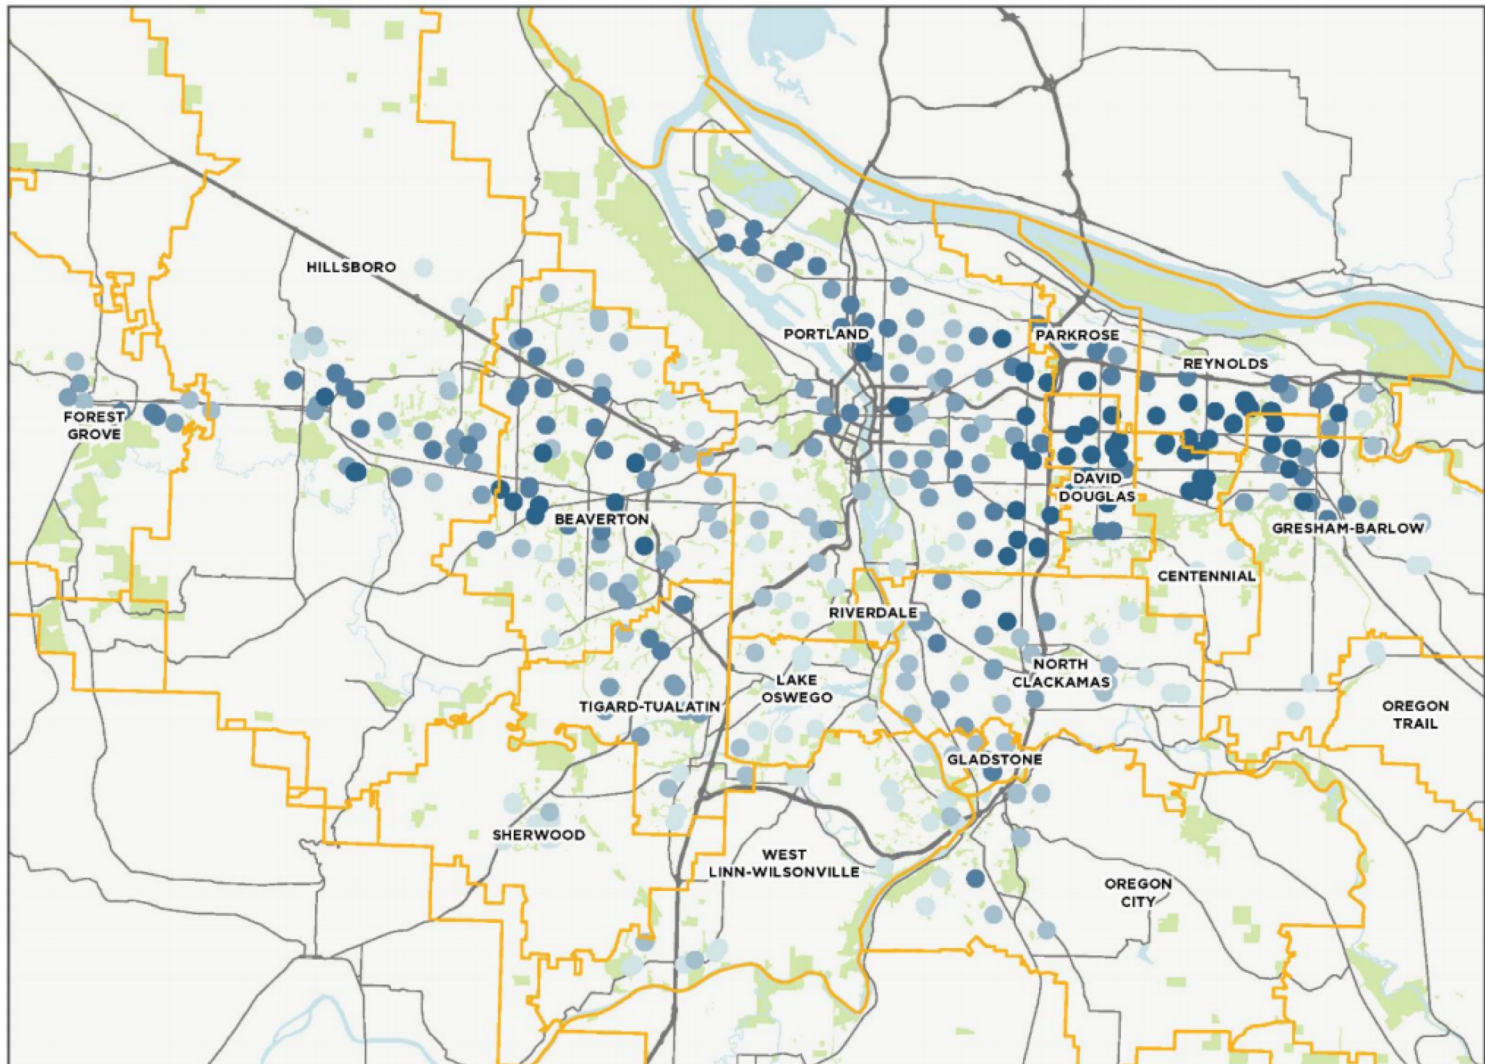 HILLSBORO
PORTLAND
PARKROSE
REYNOLDS
FOREST
GROVE
DAVID
DOUGLAS
BEAVERTON
GRESHAM-BARLOW
CENTENNIAL
RIVERDALE
NORTH
CLACKAMAS
LAKE
OSWEGO
TIGARD-TUALATIN
OREGON
TRAIL
GLADSTONE
SHERWOOD
WEST
LINN-WILSONVILLE
OREGON
CITY